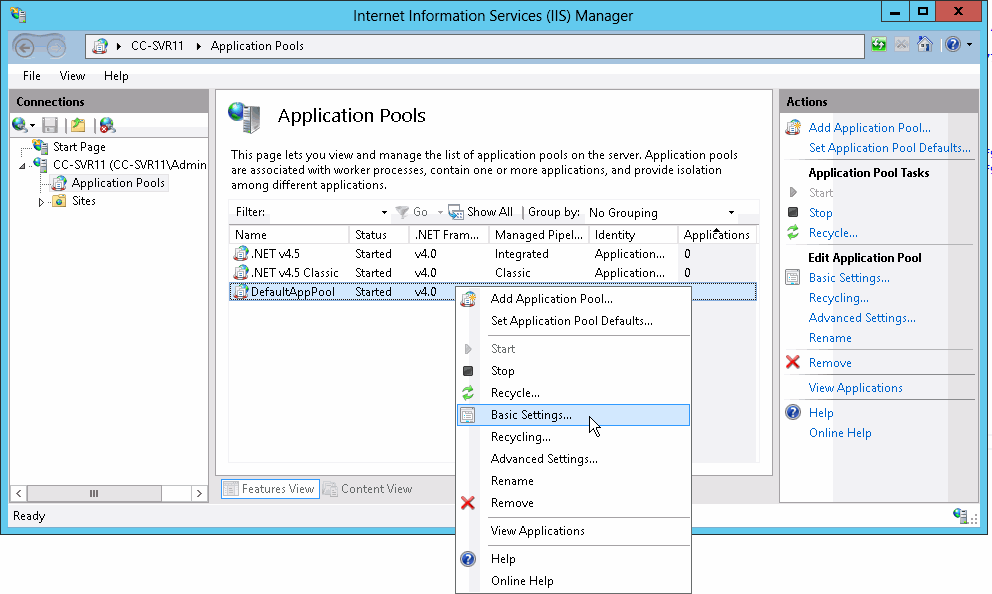 Internet Information Services (IIS) Manager
CC-SVR11 Application Pools
File View Help
Connections
Start Page
CC-SVR11 (CC-SVR11\Admin
Application Pools
Sites
Application Pools
This page lets you view and manage the list of application pools on the server. Application pools
are associated with worker processes, contain one or more applications, and provide isolation
among different applications.
Filter: Go Show All Group by: No Grouping
Name Status .NET Fram... Managed Pipel... Identity Applications
.NET v4.5 Started v4.0 Integrated Application... 0
.NET v4.5 Classic Started v4.0 Classic Application... 0
DefaultAppPool Started v4.0
Add Application Pool...
Set Application Pool Defaults...
Start
Stop
Recycle...
Basic Settings...
Recycling...
Advanced Settings...
Rename
Remove
View Applications
Help
Online Help
Features View Content View
Actions
Add Application Pool...
Set Application Pool Defaults...
Application Pool Tasks
Start
Stop
Recycle...
Edit Application Pool
Basic Settings...
Recycling...
Advanced Settings...
Rename
Remove
View Applications
Help
Online Help
Ready